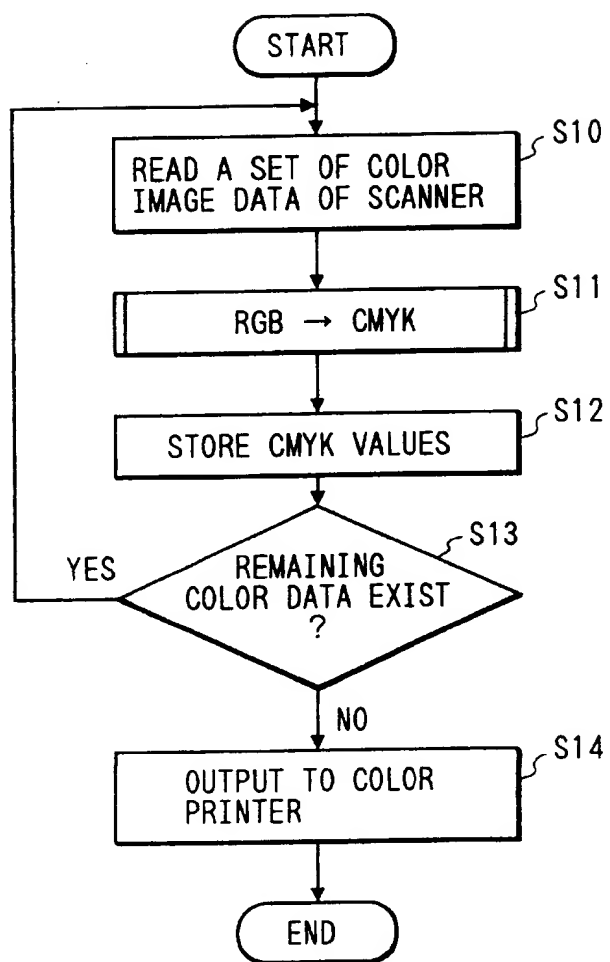 START
S10
READ A SET OF COLOR
IMAGE DATA OF SCANNER
S11
RGB → CMYK
S12
STORE CMYK VALUES
S13
YES
REMAINING
COLOR DATA EXIST
?
NO
S14
OUTPUT TO COLOR
PRINTER
END